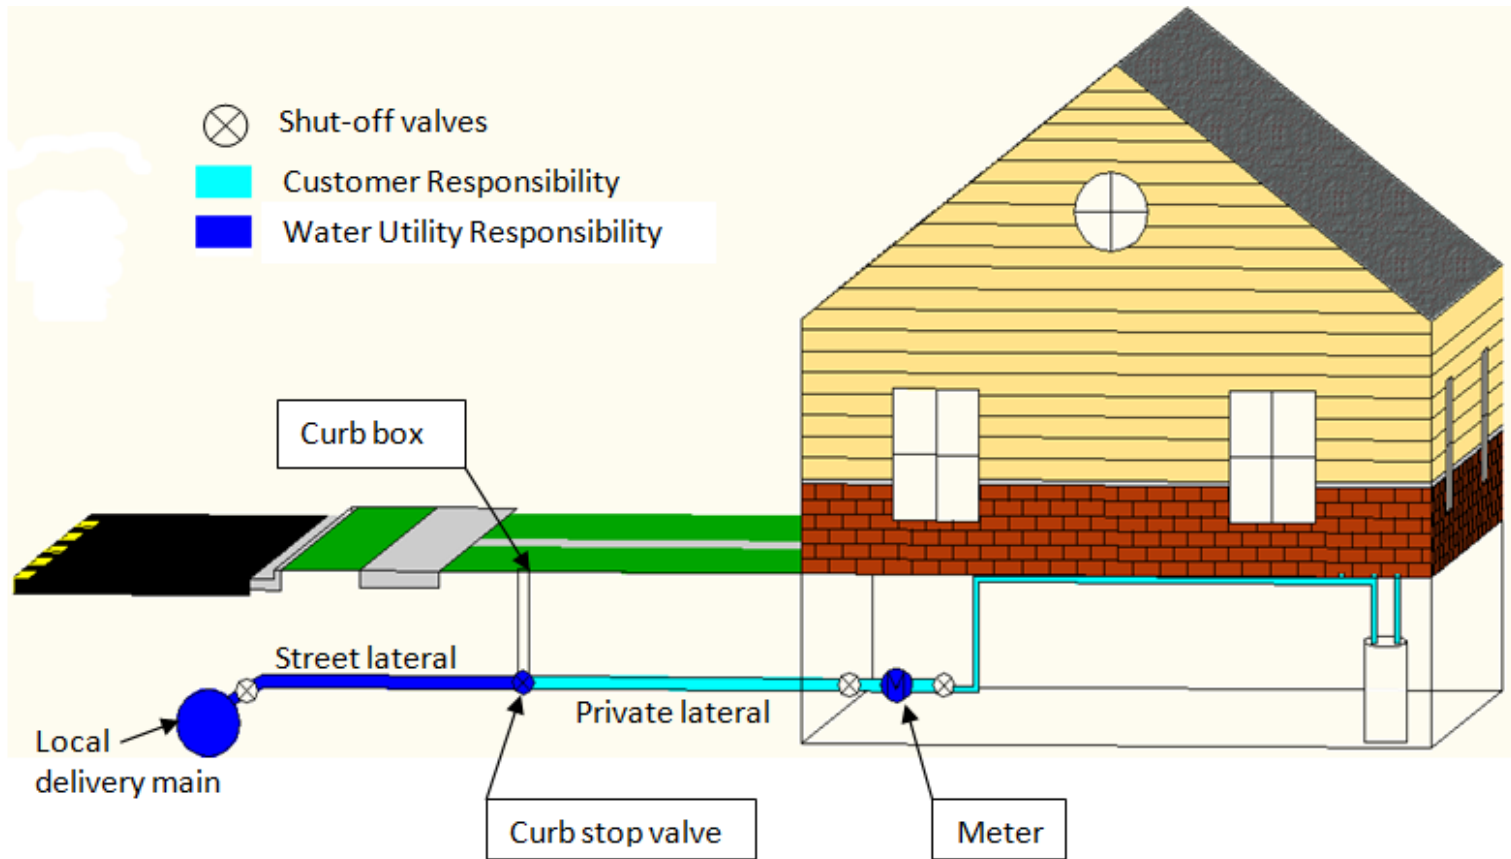 Shut-off valves
Customer Responsibility
Water Utility Responsibility
Curb box
Street lateral
Private lateral
Local
delivery main
Curb stop valve
Meter